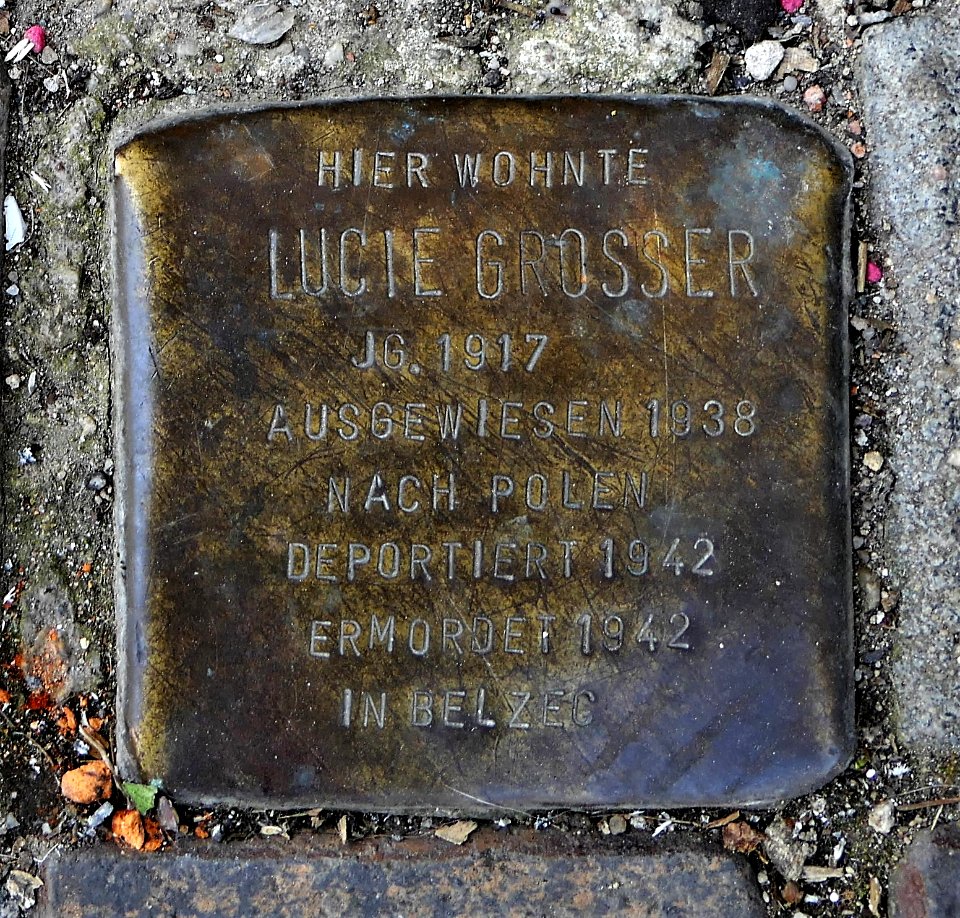 HIER WOHNTE
LUCIE GROSSER
JG. 1917
AUSGEWIESEN 1938
NACH POLEN
DEPORTIERT 1942
ERMORDET 1942
IN BELZEC